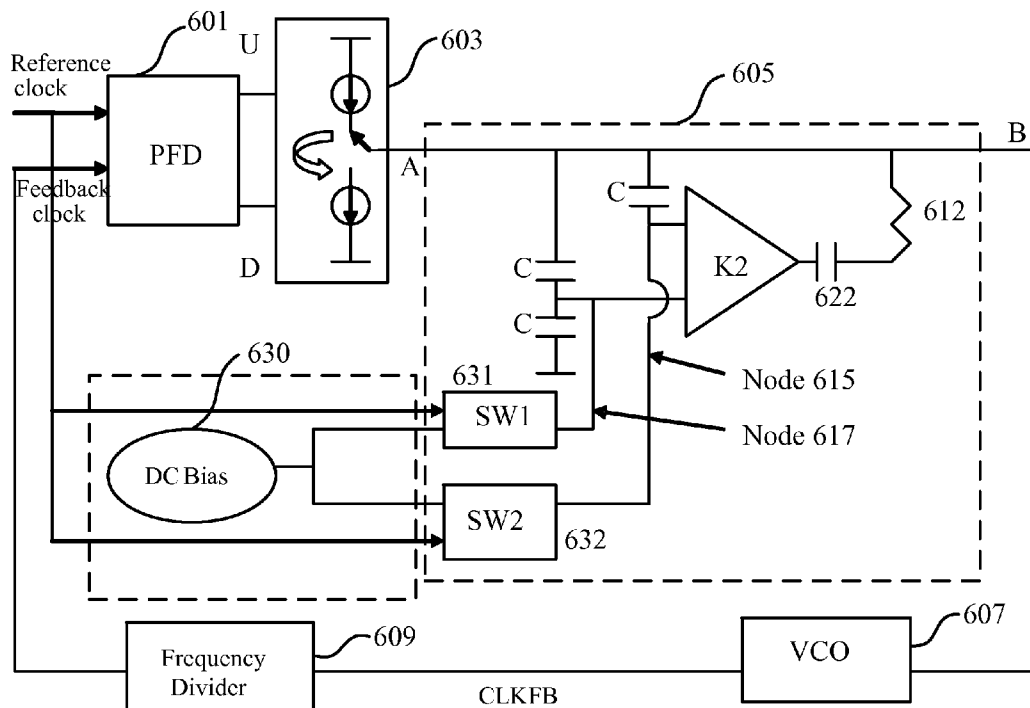 601
U
603
Reference
clock
605
PFD
A
B
Feedback
clock
C
612
D
K2
C
622
C
630
631
Node 615
SW1
Node 617
DC Bias
SW2
632
609
607
Frequency
Divider
VCO
CLKFB